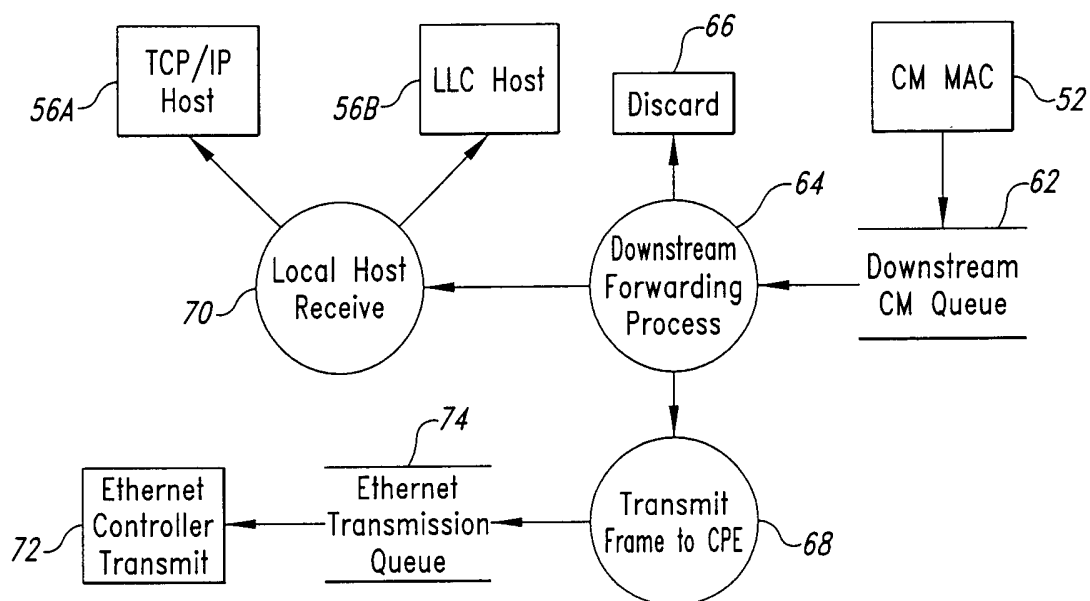 TCP/IP
Host
56A
LLC Host
56B
66
Discard
CM MAC
52
64
62
Downstream
Forwarding
Process
Downstream
CM Queue
Local Host
Receive
70
74
Ethernet
Controller
Transmit
72
Ethernet
Transmission
Queue
Transmit
Frame to CPE
68